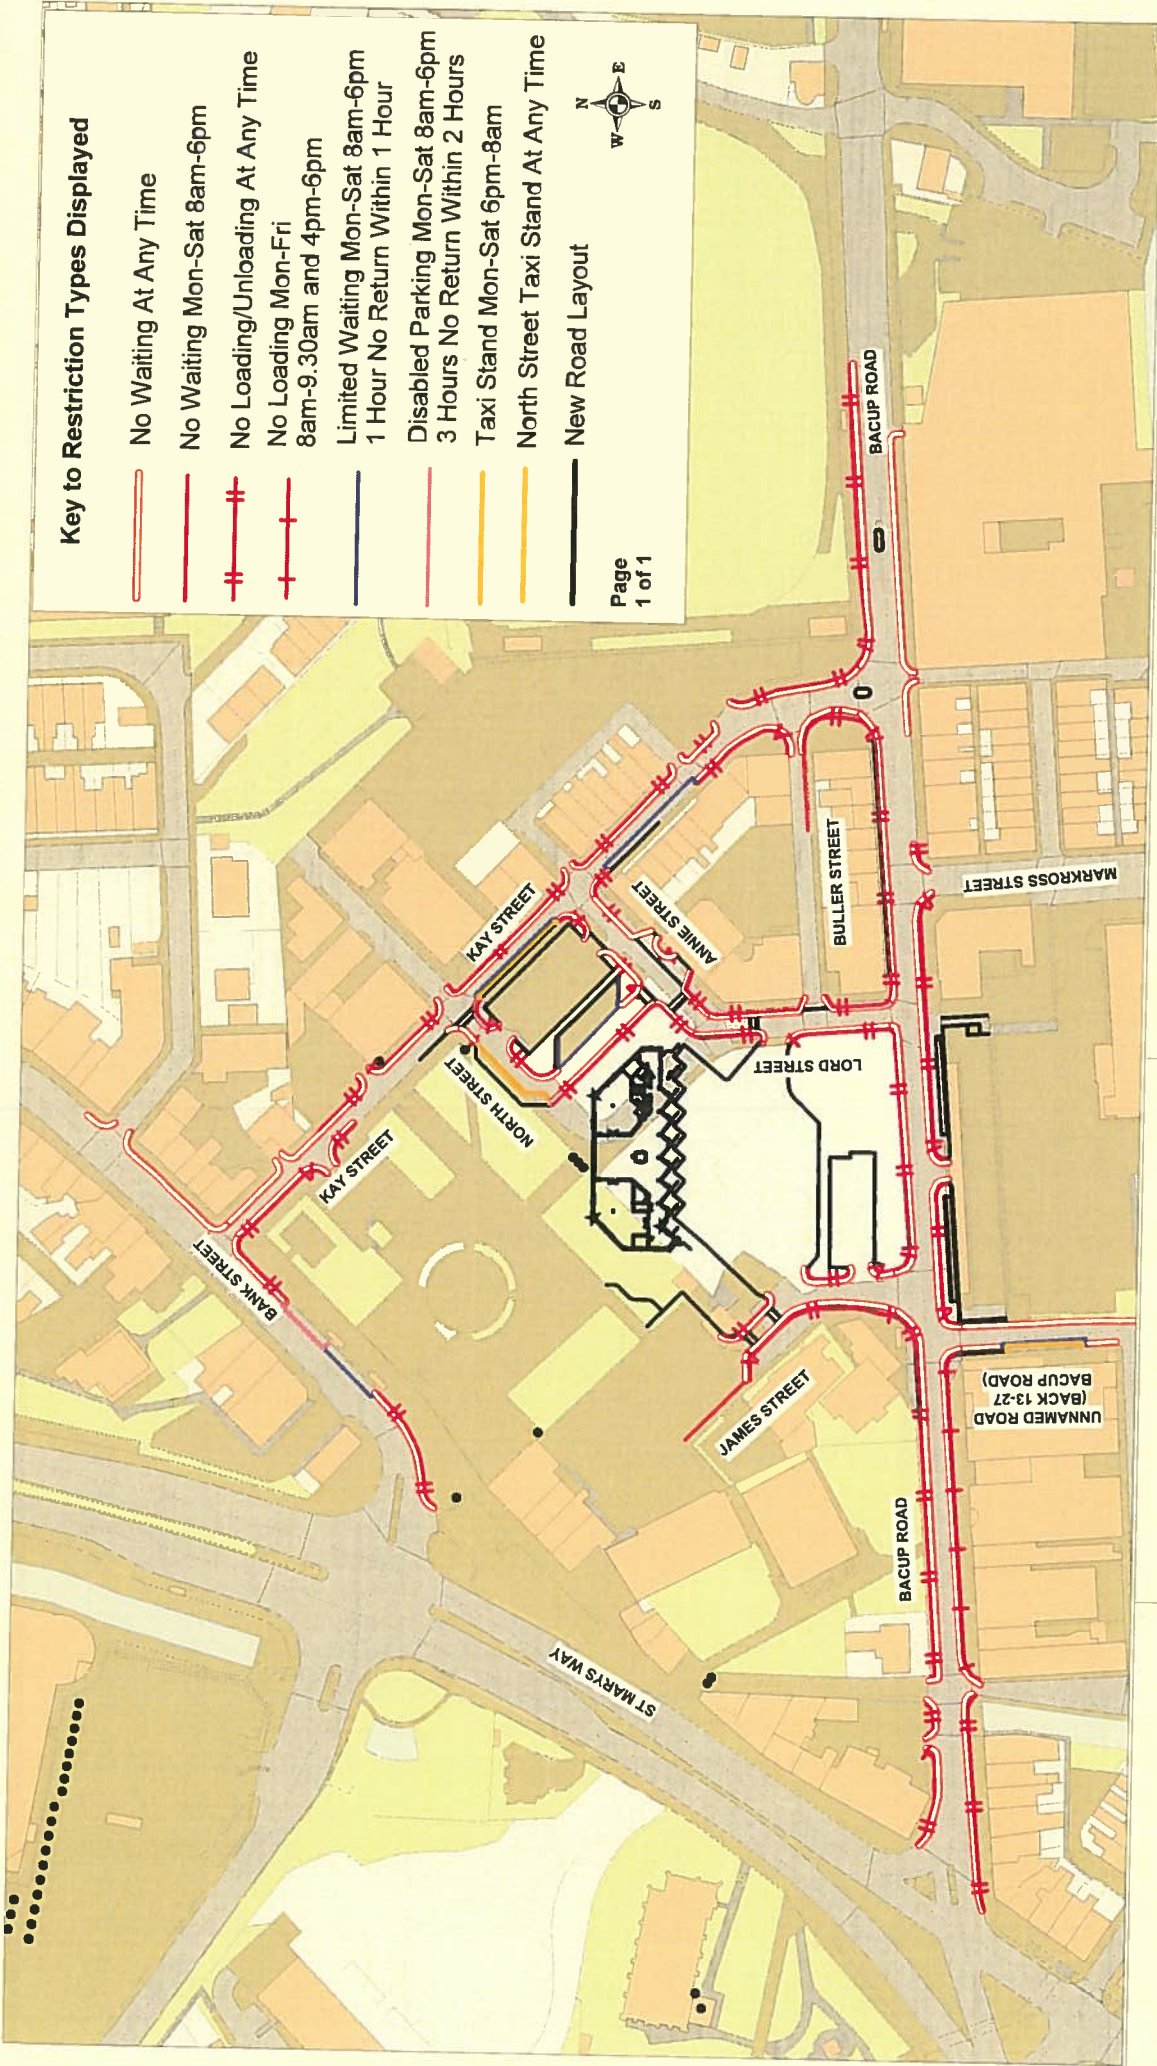 Key to Restriction Types Displayed
No Waiting At Any Time
No Waiting Mon-Sat 8am-6pm
No Loading/Unloading At Any Time
No Loading Mon-Fri
8am-9.30am and 4pm-6pm
Limited Waiting Mon-Sat 8am-6pm
1 Hour No Return Within 1 Hour
Disabled Parking Mon-Sat 8am-6pm
3 Hours No Return Within 2 Hours
Taxi Stand Mon-Sat 6pm-8am
North Street Taxi Stand At Any Time
New Road Layout
Page
1 of 1
N
W
E
S
BANK STREET
KAY STREET
KAY STREET
NORTH STREET
ANNIE STREET
BULLER STREET
LORD STREET
JAMES STREET
ST MARYS WAY
BACUP ROAD
BACUP ROAD
MARKROSS STREET
UNNAMED ROAD
(BACK 13-27
BACUP ROAD)